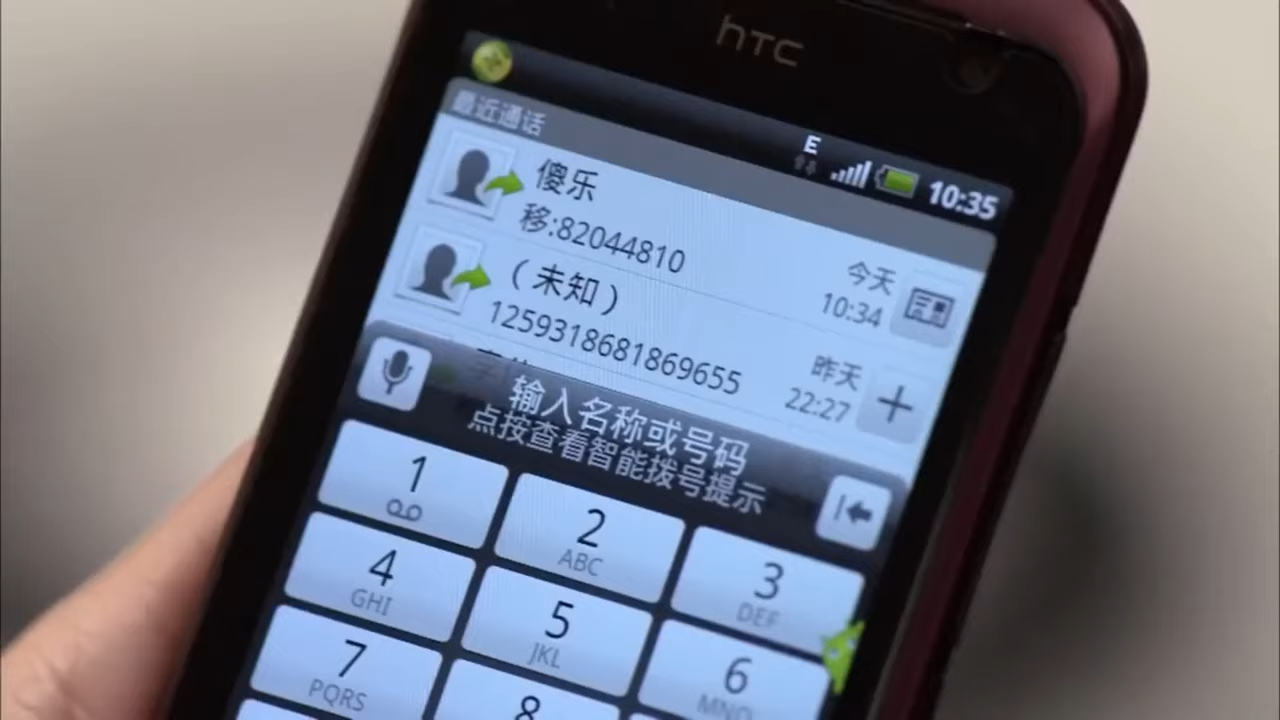 hTC
E
10:35
最近通话
傻乐
移:82044810
今天
10:34
(未知)
1259318681869655
昨天
22:27
输入名称或号码
点按查看智能拨号提示
1
2
ABC
3
DEF
4
GHI
5
JKL
6
MNO
7
PQRS
8